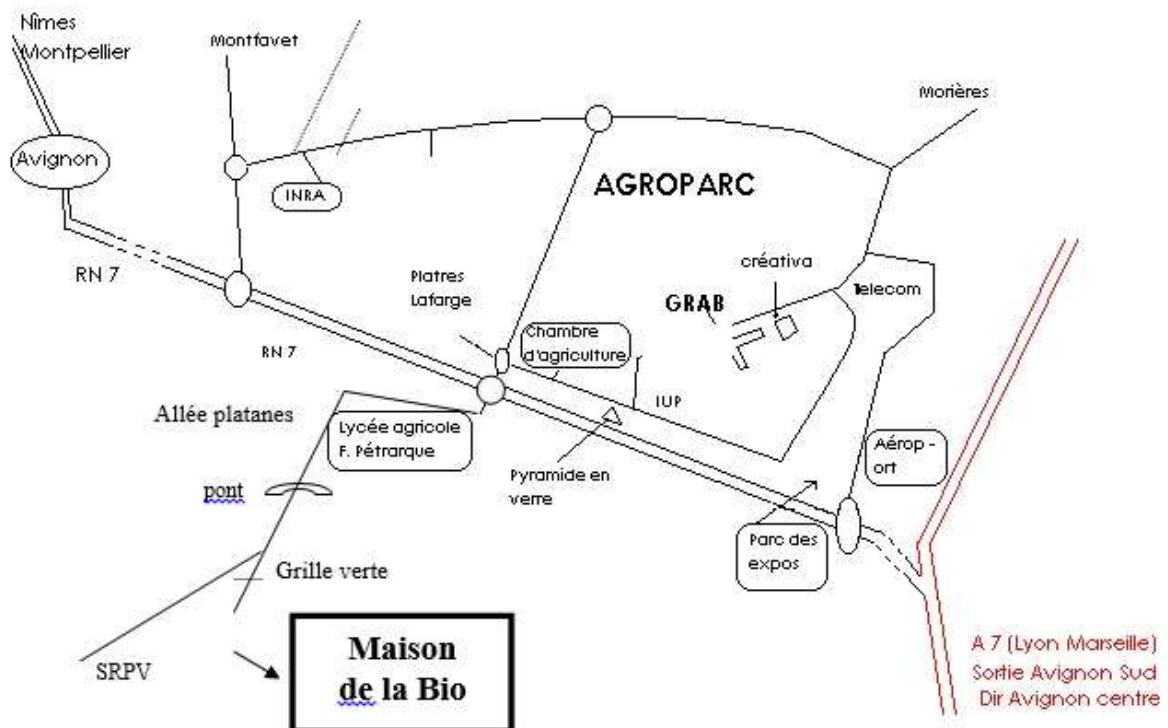 Nîmes
Montpellier
Montfavet
Morières
Avignon
INRA
AGROPARC
RN 7
Platres
Lafarge
créativa
GRAB
Telecom
RN 7
Chambre
d'agriculture
IUP
Allée platanes
Lycée agricole
F. Pétrarque
Aérop -
ort
Pyramide en
verre
pont
Parc des
expos
Grille verte
SRPV
Maison
de la Bio
A 7 (Lyon Marseille)
Sortie Avignon Sud
Dir Avignon centre